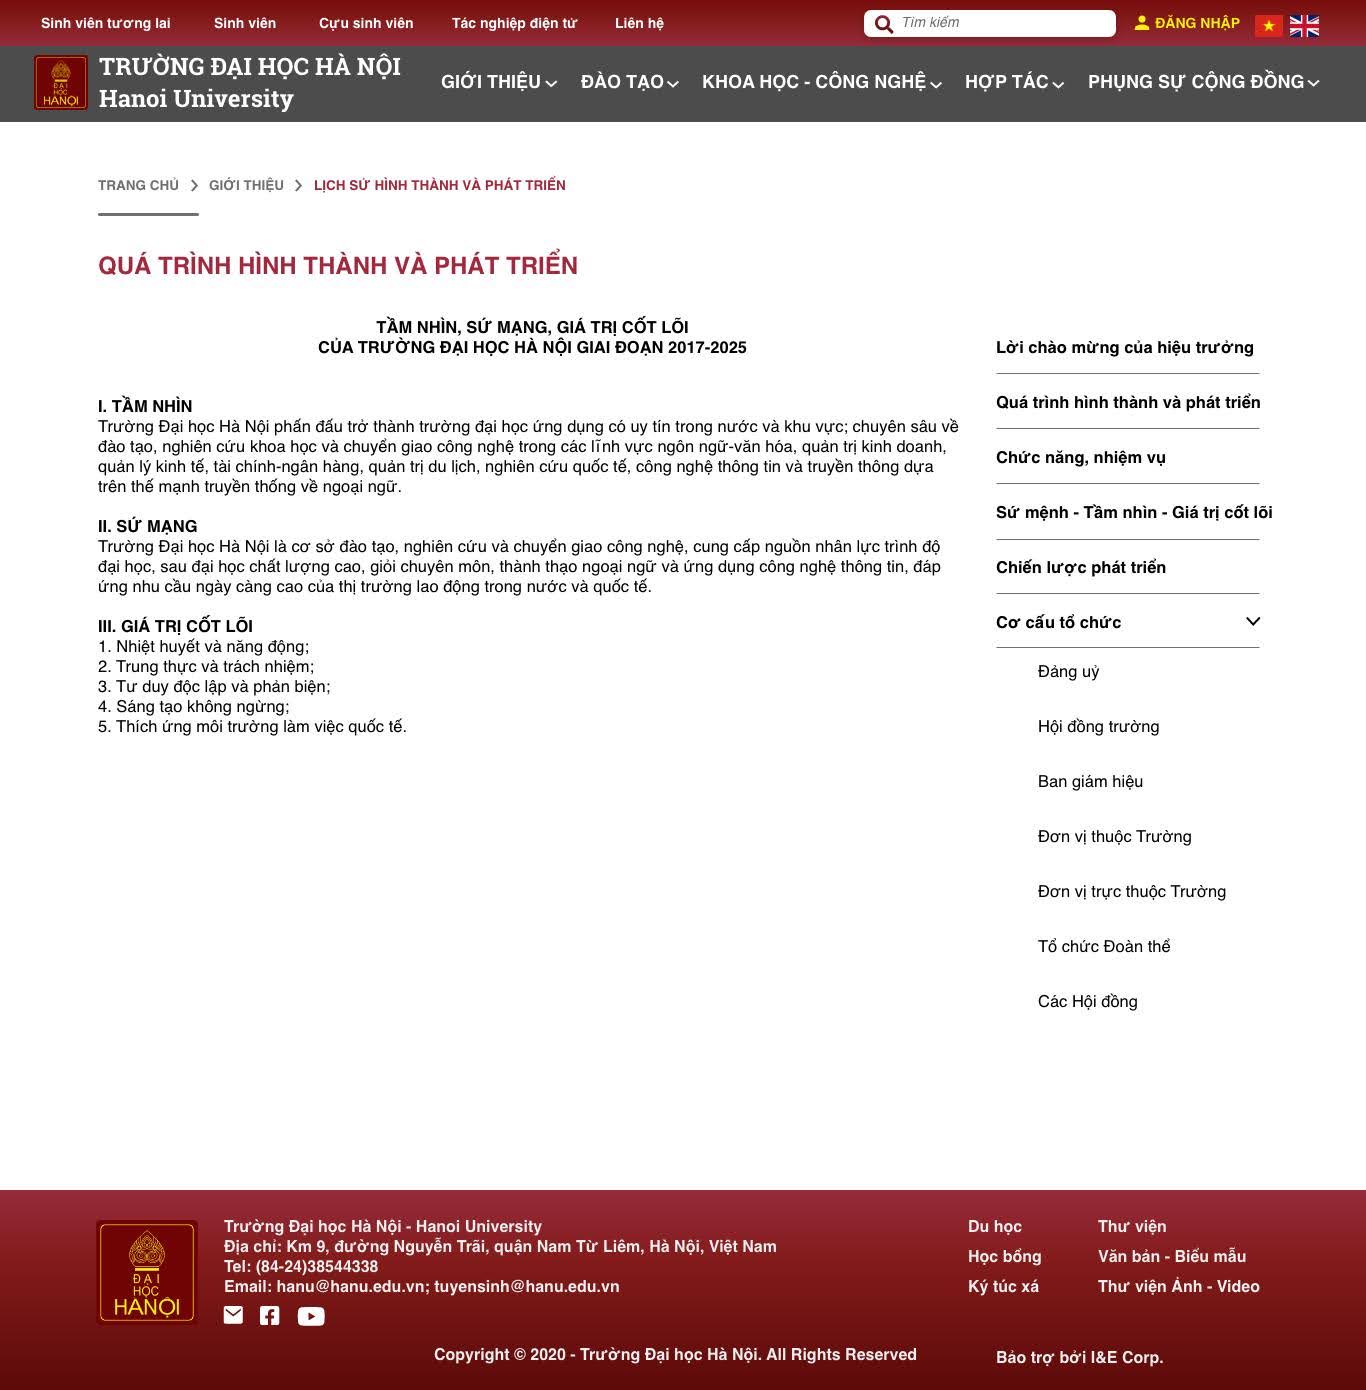 Sinh viên tương lai
Sinh viên
Cựu sinh viên
Tác nghiệp điện tử
Liên hệ
Tìm kiếm
ĐĂNG NHẬP
ĐẠI
HỌC
HÀNỘI
TRƯỜNG ĐẠI HỌC HÀ NỘI
Hanoi University
GIỚI THIỆU
ĐÀO TẠO
KHOA HỌC - CÔNG NGHỆ
HỢP TÁC
PHỤNG SỰ CỘNG ĐỒNG
TRANG CHỦ
GIỚI THIỆU
LỊCH SỬ HÌNH THÀNH VÀ PHÁT TRIỂN
QUÁ TRÌNH HÌNH THÀNH VÀ PHÁT TRIỂN
TẦM NHÌN, SỨ MẠNG, GIÁ TRỊ CỐT LÕI
CỦA TRƯỜNG ĐẠI HỌC HÀ NỘI GIAI ĐOẠN 2017-2025
I. TẦM NHÌN
Trường Đại học Hà Nội phấn đấu trở thành trường đại học ứng dụng có uy tín trong nước và khu vực; chuyên sâu về
đào tạo, nghiên cứu khoa học và chuyển giao công nghệ trong các lĩnh vực ngôn ngữ-văn hóa, quản trị kinh doanh,
quản lý kinh tế, tài chính-ngân hàng, quản trị du lịch, nghiên cứu quốc tế, công nghệ thông tin và truyền thông dựa
trên thế mạnh truyền thống về ngoại ngữ.
II. SỨ MẠNG
Trường Đại học Hà Nội là cơ sở đào tạo, nghiên cứu và chuyển giao công nghệ, cung cấp nguồn nhân lực trình độ
đại học, sau đại học chất lượng cao, giỏi chuyên môn, thành thạo ngoại ngữ và ứng dụng công nghệ thông tin, đáp
ứng nhu cầu ngày càng cao của thị trường lao động trong nước và quốc tế.
III. GIÁ TRỊ CỐT LÕI
1. Nhiệt huyết và năng động;
2. Trung thực và trách nhiệm;
3. Tư duy độc lập và phản biện;
4. Sáng tạo không ngừng;
5. Thích ứng môi trường làm việc quốc tế.
Lời chào mừng của hiệu trưởng
Quá trình hình thành và phát triển
Chức năng, nhiệm vụ
Sứ mệnh - Tầm nhìn - Giá trị cốt lõi
Chiến lược phát triển
Cơ cấu tổ chức
Đảng uỷ
Hội đồng trường
Ban giám hiệu
Đơn vị thuộc Trường
Đơn vị trực thuộc Trường
Tổ chức Đoàn thể
Các Hội đồng
ĐẠI
HỌC
HÀNỘI
Trường Đại học Hà Nội - Hanoi University
Địa chỉ: Km 9, đường Nguyễn Trãi, quận Nam Từ Liêm, Hà Nội, Việt Nam
Tel: (84-24)38544338
Email: hanu@hanu.edu.vn; tuyensinh@hanu.edu.vn
Du học
Học bổng
Ký túc xá
Thư viện
Văn bản - Biểu mẫu
Thư viện Ảnh - Video
Copyright © 2020 - Trường Đại học Hà Nội. All Rights Reserved
Bảo trợ bởi I&E Corp.